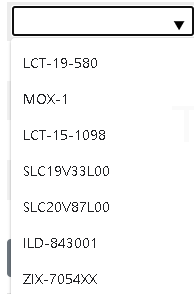 LCT-19-580
MOX-1
LCT-15-1098
SLC19V33L00
SLC20V87L00
ILD-843001
ZIX-7054XX